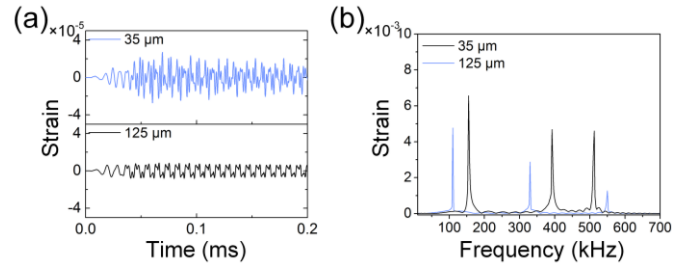 (a)
×10⁻⁵
4
0
-4
4
0
-4
35 μm
125 μm
Strain
0.0
0.1
0.2
Time (ms)
(b)
×10⁻³
10
8
6
4
2
0
35 μm
125 μm
Strain
100 200 300 400 500 600 700
Frequency (kHz)